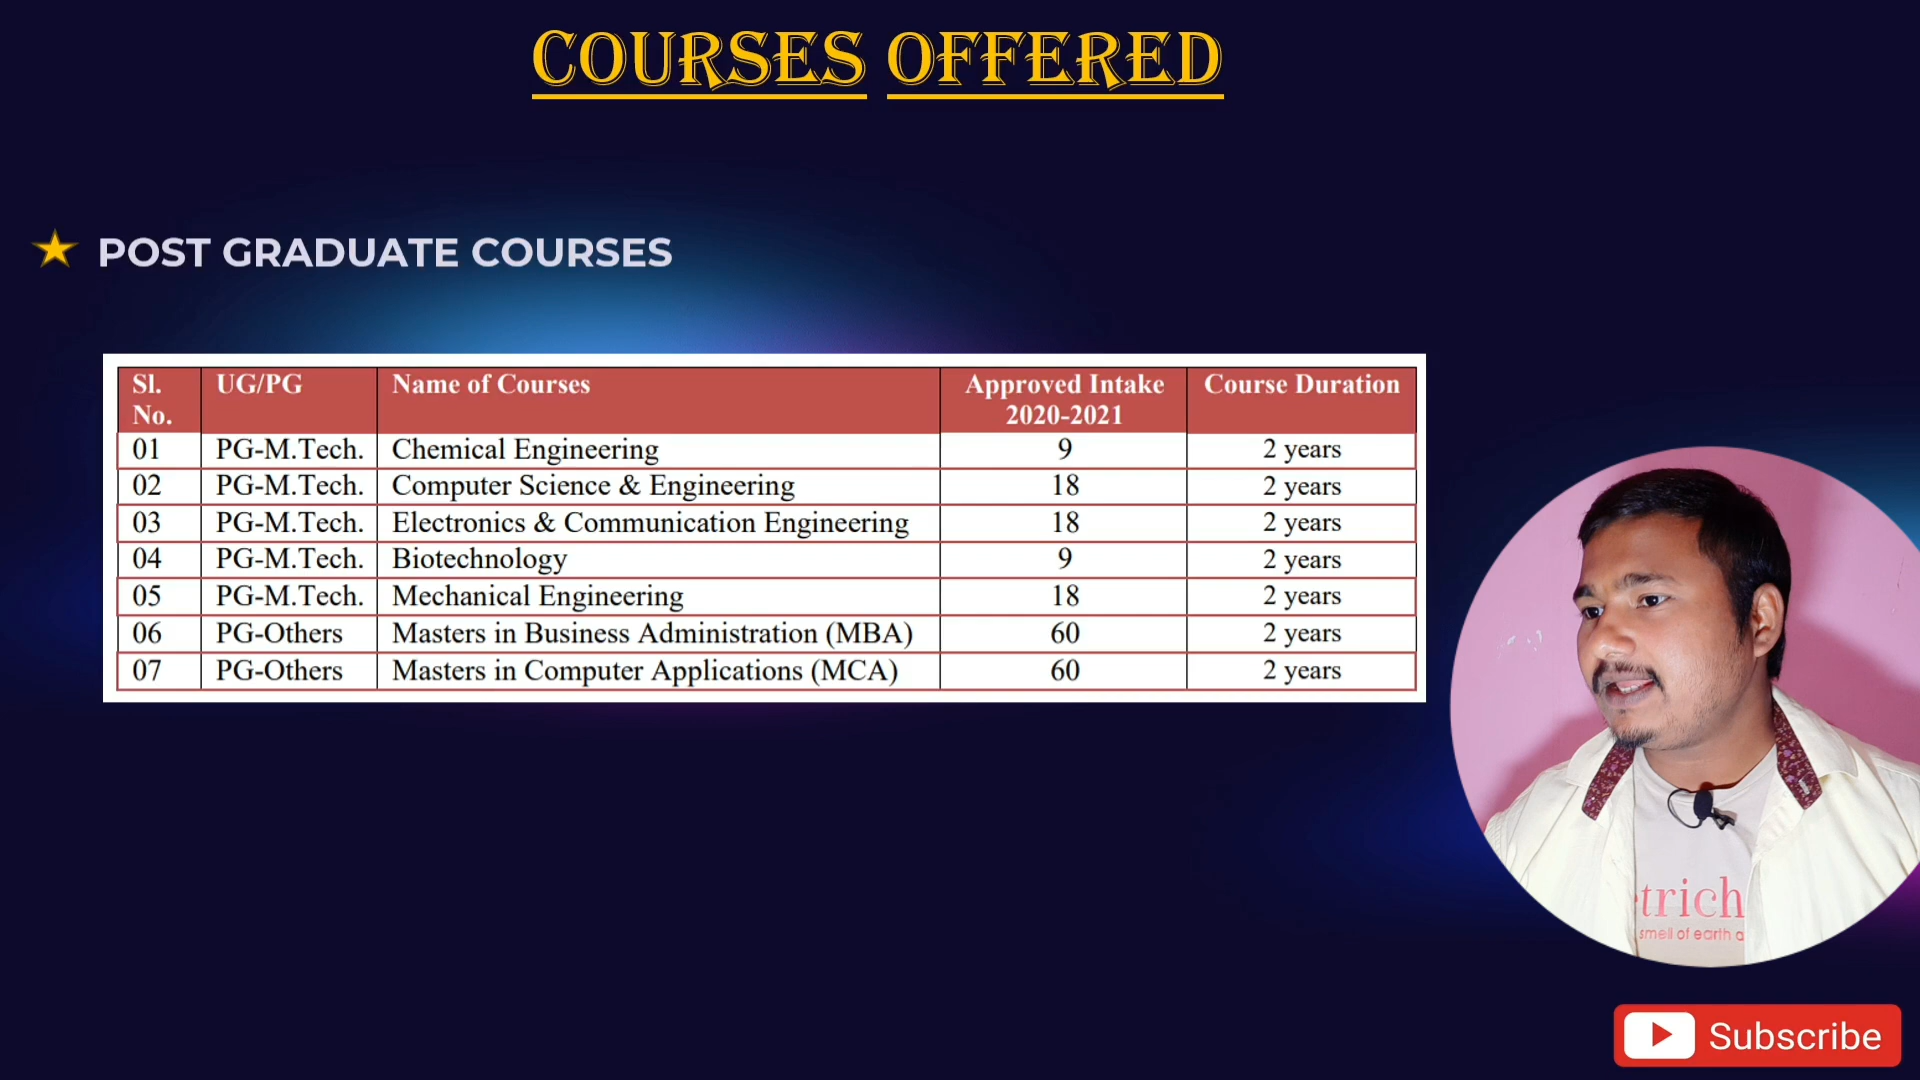 COURSES OFFERED
POST GRADUATE COURSES
Sl. No. UG/PG Name of Courses Approved Intake 2020-2021 Course Duration
01 PG-M.Tech. Chemical Engineering 9 2 years
02 PG-M.Tech. Computer Science & Engineering 18 2 years
03 PG-M.Tech. Electronics & Communication Engineering 18 2 years
04 PG-M.Tech. Biotechnology 9 2 years
05 PG-M.Tech. Mechanical Engineering 18 2 years
06 PG-Others Masters in Business Administration (MBA) 60 2 years
07 PG-Others Masters in Computer Applications (MCA) 60 2 years
trich
smell of earth a
Subscribe